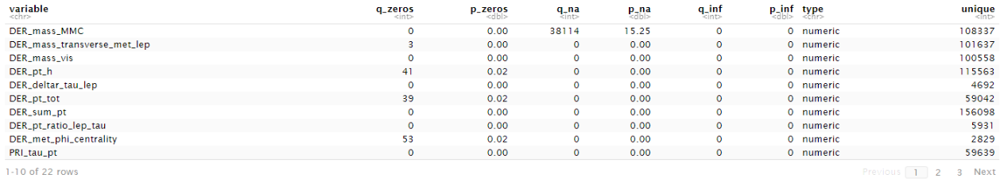 variable q_zeros p_zeros q_na p_na q_inf p_inf type unique
<chr> <int> <dbl> <int> <dbl> <int> <dbl> <chr> <int>
DER_mass_MMC 0 0.00 38114 15.25 0 0 numeric 108337
DER_mass_transverse_met_lep 3 0.00 0 0.00 0 0 numeric 101637
DER_mass_vis 0 0.00 0 0.00 0 0 numeric 100558
DER_pt_h 41 0.02 0 0.00 0 0 numeric 115563
DER_deltar_tau_lep 0 0.00 0 0.00 0 0 numeric 4692
DER_pt_tot 39 0.02 0 0.00 0 0 numeric 59042
DER_sum_pt 0 0.00 0 0.00 0 0 numeric 156098
DER_pt_ratio_lep_tau 0 0.00 0 0.00 0 0 numeric 5931
DER_met_phi_centrality 53 0.02 0 0.00 0 0 numeric 2829
PRI_tau_pt 0 0.00 0 0.00 0 0 numeric 59639
1-10 of 22 rows Previous 1 2 3 Next